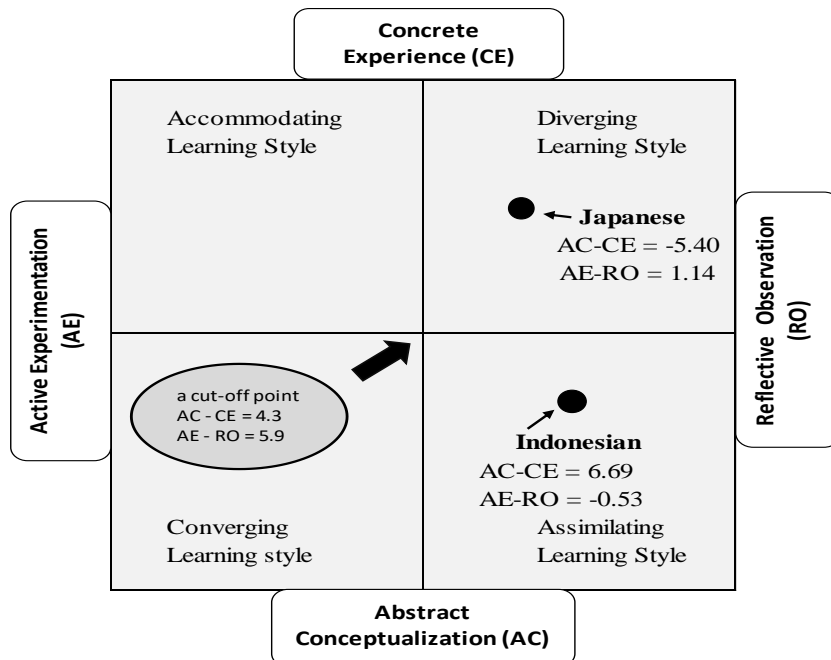 Concrete
Experience (CE)
Accommodating
Learning Style
Diverging
Learning Style
Active Experimentation
(AE)
Reflective Observation
(RO)
Japanese
AC-CE = -5.40
AE-RO = 1.14
a cut-off point
AC - CE = 4.3
AE - RO = 5.9
Indonesian
AC-CE = 6.69
AE-RO = -0.53
Converging
Learning style
Assimilating
Learning Style
Abstract
Conceptualization (AC)